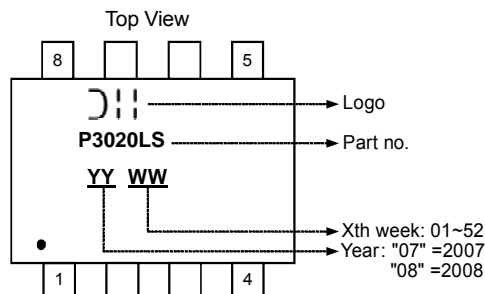 Top View
8 5
Logo
P3020LS
Part no.
YY WW
Xth week: 01~52
Year: "07" =2007
"08" =2008
1 4